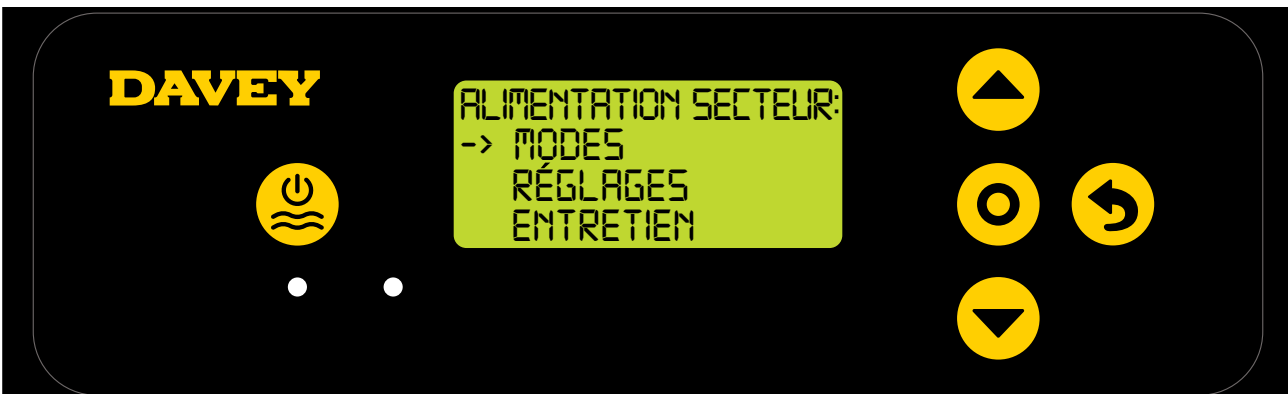 DAVEY
ALIMENTATION SECTEUR:
-> MODES
RÉGLAGES
ENTRETIEN